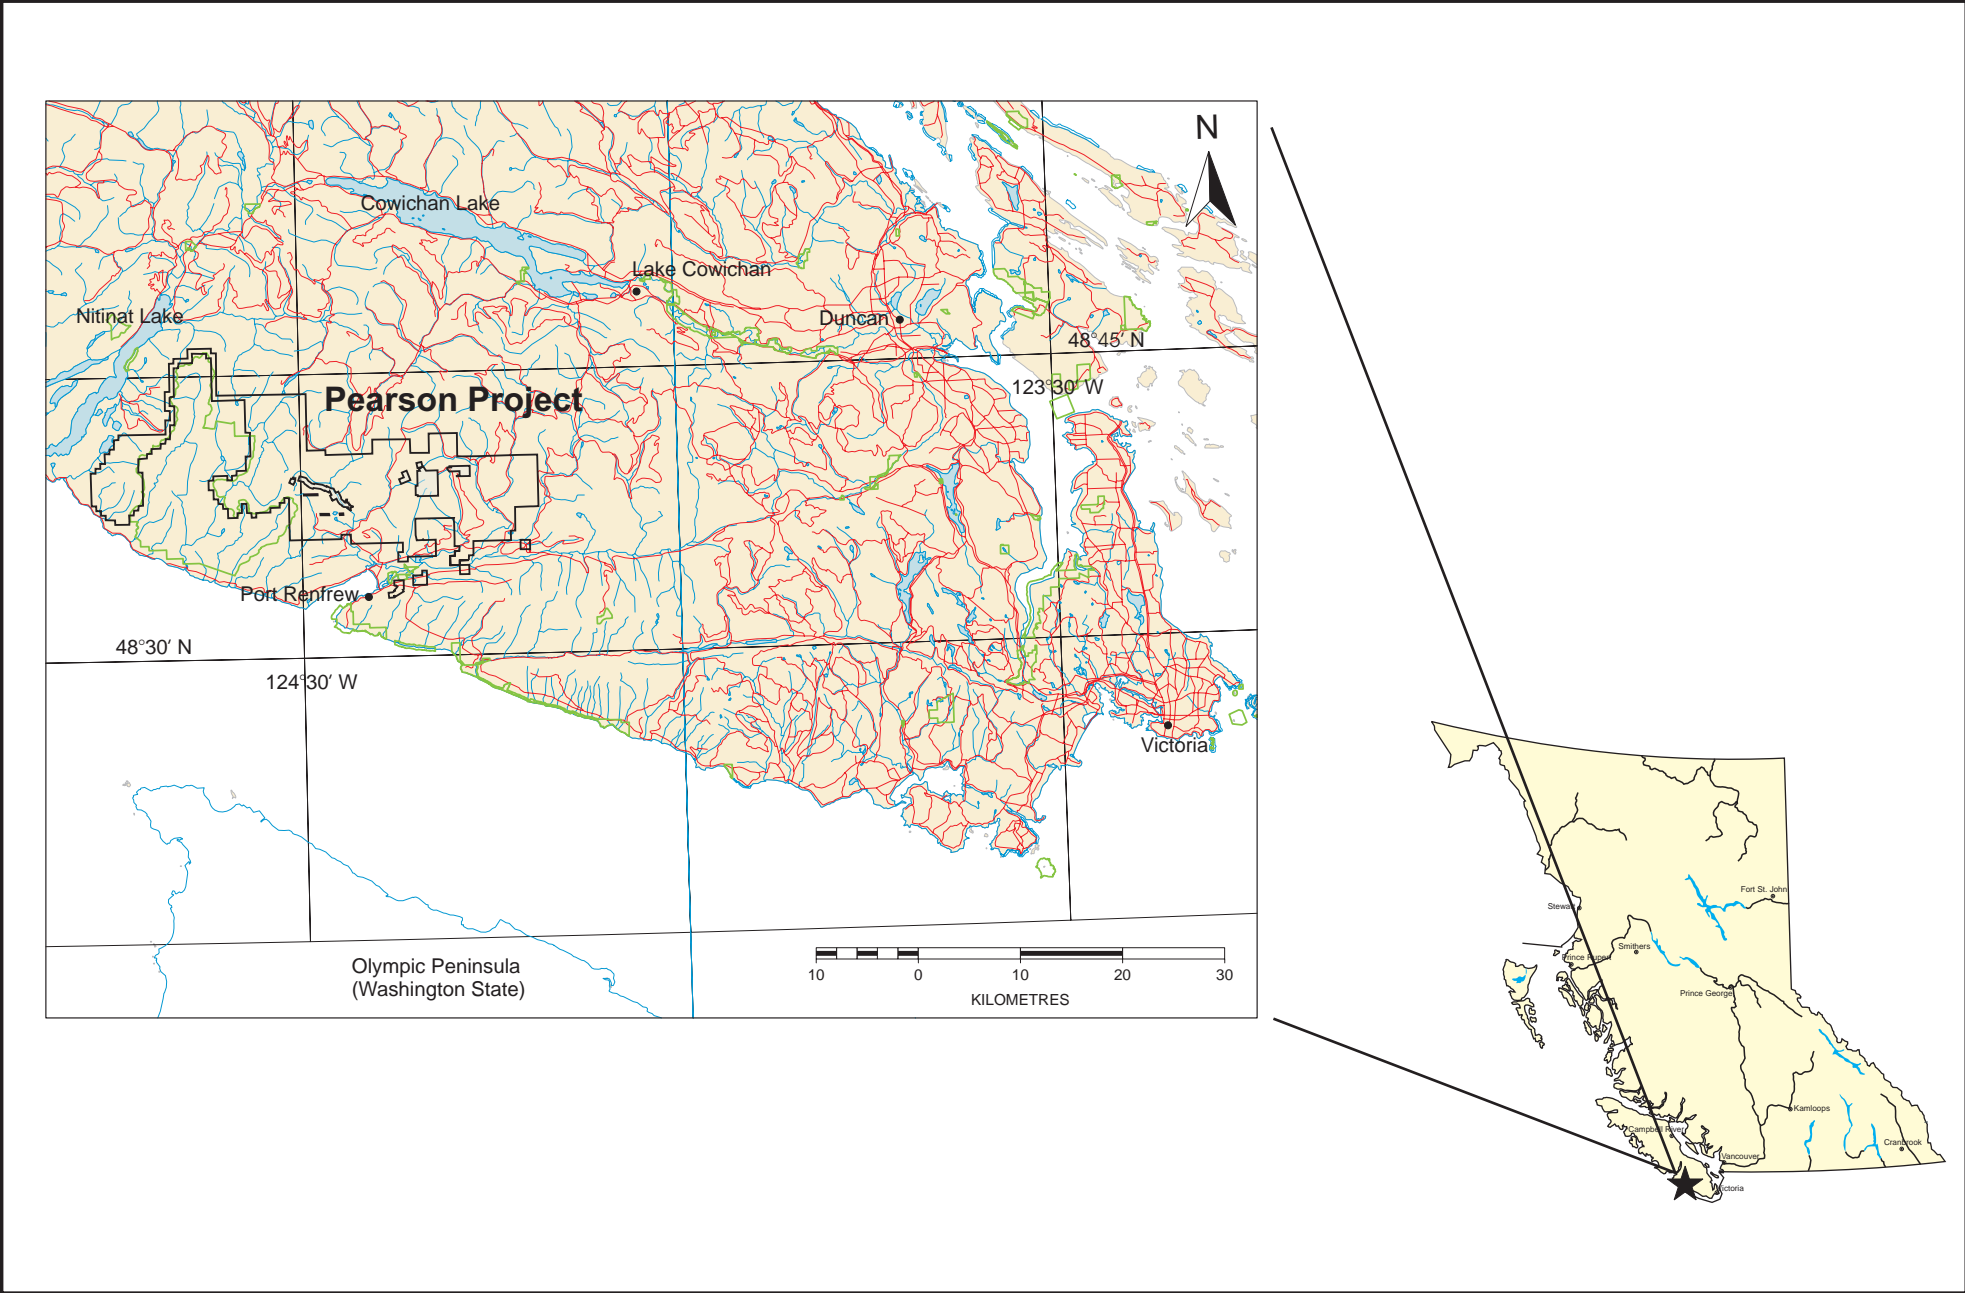 N
Cowichan Lake
Lake Cowichan
Nitinat Lake
Duncan
48°45′ N
123°30′ W
Pearson Project
Port Renfrew
48°30′ N
124°30′ W
Victoria
Olympic Peninsula
(Washington State)
10 0 10 20 30
KILOMETRES
Fort St. John
Stewart
Smithers
Prince Rupert
Prince George
Kamloops
Campbell River
Cranbrook
Vancouver
Victoria